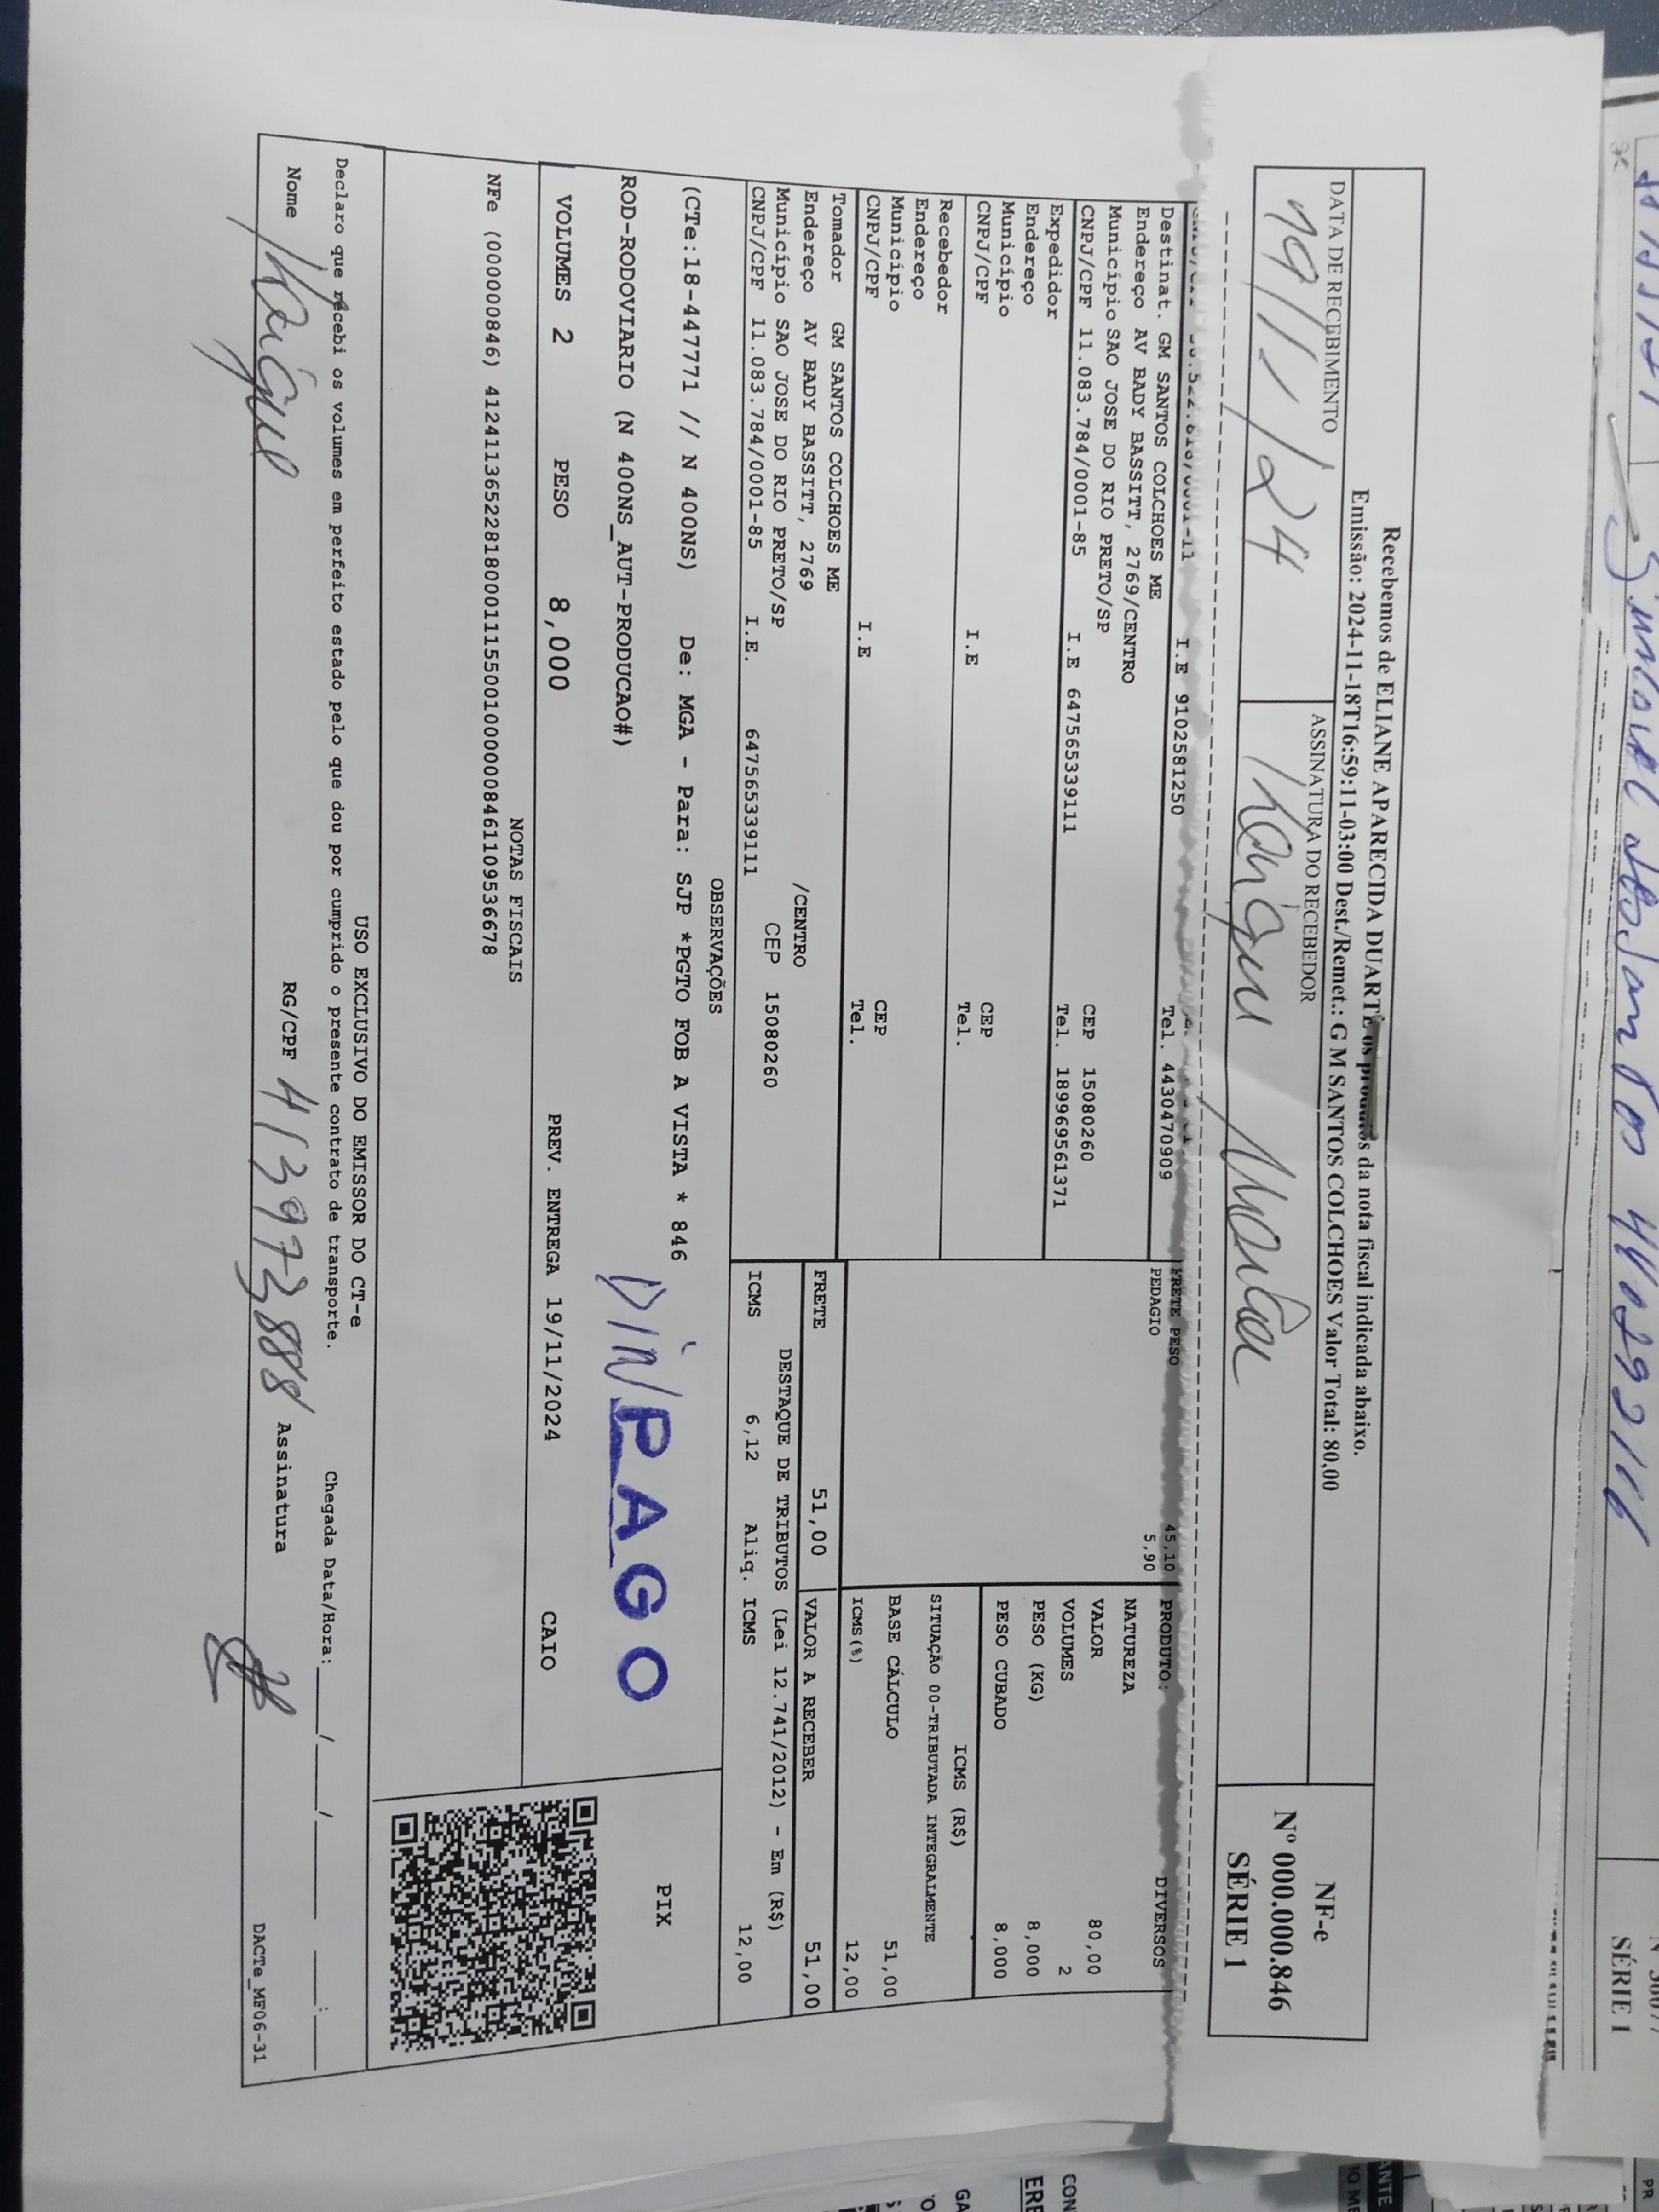 Recebemos de ELIANE APARECIDA DUARTE os produtos da nota fiscal indicada abaixo.
Emissão: 2024-11-18T16:59:11-03:00 Dest./Remet.: G M SANTOS COLCHOES Valor Total: 80,00
DATA DE RECEBIMENTO
19/11/24
ASSINATURA DO RECEBEDOR
NF-e
Nº 000.000.846
SÉRIE 1
I.E 9102581250
Tel. 4430470909
Destinat. GM SANTOS COLCHOES ME
Endereço AV BADY BASSITT, 2769/CENTRO
Município SAO JOSE DO RIO PRETO/SP CEP 15080260
CNPJ/CPF 11.083.784/0001-85 I.E 647565339111 Tel. 189969561371
Expedidor
Endereço
Município CEP
CNPJ/CPF I.E Tel.
Recebedor
Endereço
Município CEP
CNPJ/CPF I.E Tel.
Tomador GM SANTOS COLCHOES ME
Endereço AV BADY BASSITT, 2769 /CENTRO
Município SAO JOSE DO RIO PRETO/SP CEP 15080260
CNPJ/CPF 11.083.784/0001-85 I.E. 647565339111
FRETE PESO 45,10
PEDAGIO 5,90
PRODUTO: DIVERSOS
NATUREZA
VALOR 80,00
VOLUMES 2
PESO (KG) 8,000
PESO CUBADO 8,000
ICMS (R$)
SITUAÇÃO 00-TRIBUTADA INTEGRALMENTE
BASE CÁLCULO 51,00
ICMS(%) 12,00
FRETE 51,00 VALOR A RECEBER 51,00
DESTAQUE DE TRIBUTOS (Lei 12.741/2012) - Em (R$)
ICMS 6,12 Aliq. ICMS 12,00
OBSERVAÇÕES
(CTe:18-447771 // N 400NS) De: MGA - Para: SJP *PGTO FOB A VISTA * 846
ROD-RODOVIARIO (N 400NS_AUT-PRODUCAO#)
DIN/PAGO
PIX
VOLUMES 2 PESO 8,000 PREV. ENTREGA 19/11/2024 CAIO
NOTAS FISCAIS
NFe (000000846) 41241136522818000111550010000008461109536678
USO EXCLUSIVO DO EMISSOR DO CT-e
Declaro que recebi os volumes em perfeito estado pelo que dou por cumprido o presente contrato de transporte. Chegada Data/Hora: ____/____/______ ____:____
Nome Kaique RG/CPF 413973888 Assinatura
DACTe_MF06-31
SÉRIE 1